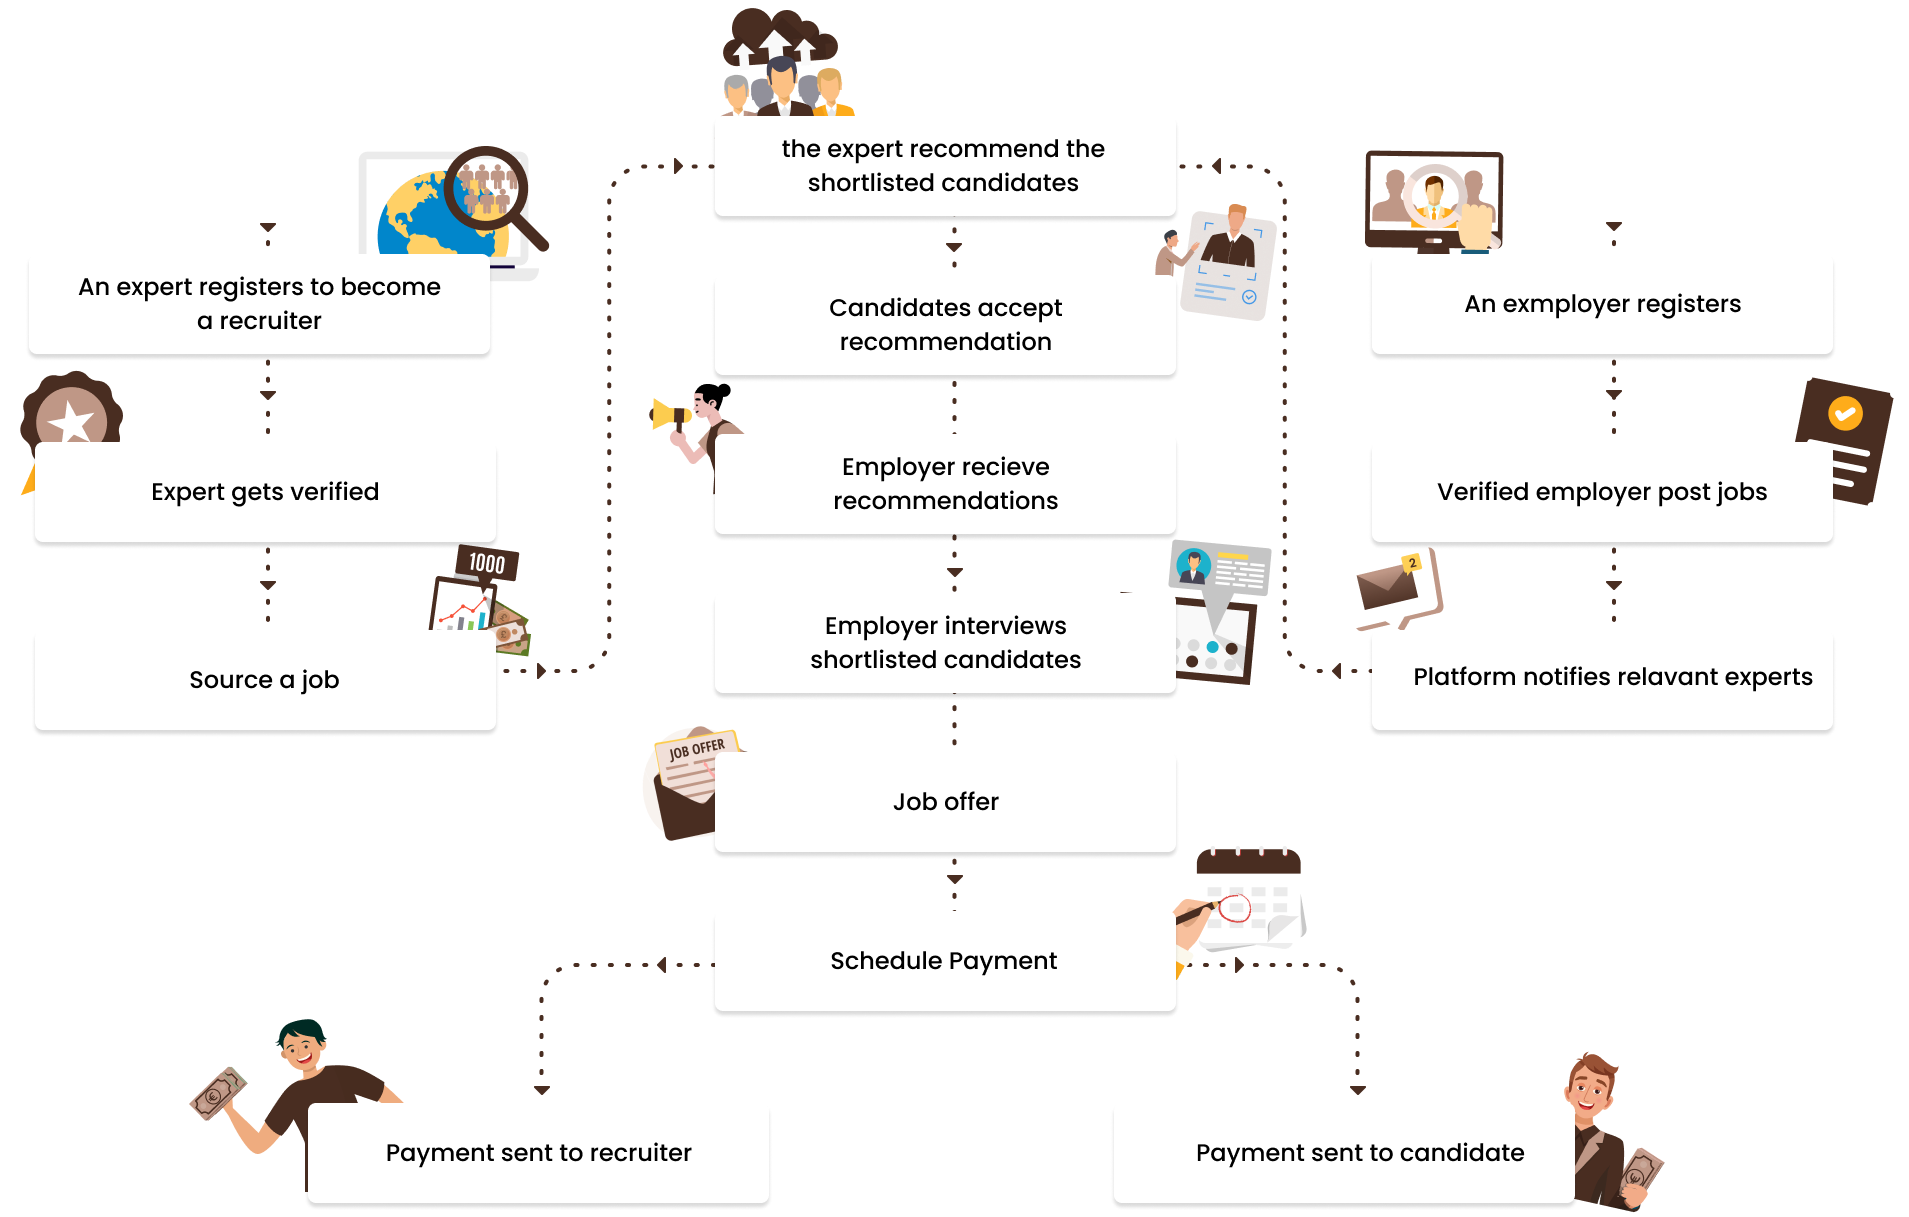 the expert recommend the
shortlisted candidates
An expert registers to become
a recruiter
An exmployer registers
Candidates accept
recommendation
Employer recieve
recommendations
Expert gets verified
Verified employer post jobs
1000
2
Employer interviews
shortlisted candidates
Source a job
Platform notifies relavant experts
JOB OFFER
Job offer
Schedule Payment
Payment sent to recruiter
Payment sent to candidate